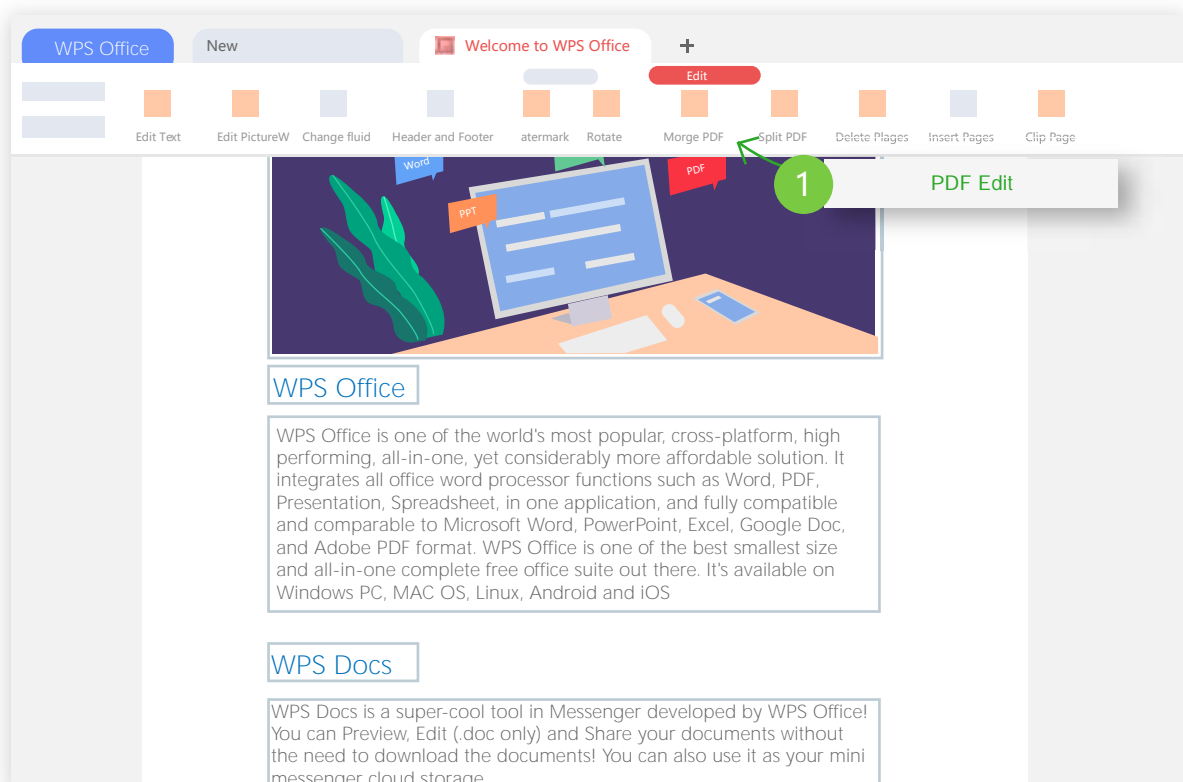 WPS Office
New
Welcome to WPS Office
Edit
Edit Text
Edit PictureW
Change fluid
Header and Footer
atermark
Rotate
Morge PDF
Split PDF
Delete Plages
Insert Pages
Clip Page
Word
PDF
PPT
1
PDF Edit
WPS Office
WPS Office is one of the world's most popular, cross-platform, high
performing, all-in-one, yet considerably more affordable solution. It
integrates all office word processor functions such as Word, PDF,
Presentation, Spreadsheet, in one application, and fully compatible
and comparable to Microsoft Word, PowerPoint, Excel, Google Doc,
and Adobe PDF format. WPS Office is one of the best smallest size
and all-in-one complete free office suite out there. It's available on
Windows PC, MAC OS, Linux, Android and iOS
WPS Docs
WPS Docs is a super-cool tool in Messenger developed by WPS Office!
You can Preview, Edit (.doc only) and Share your documents without
the need to download the documents! You can also use it as your mini
messenger cloud storage